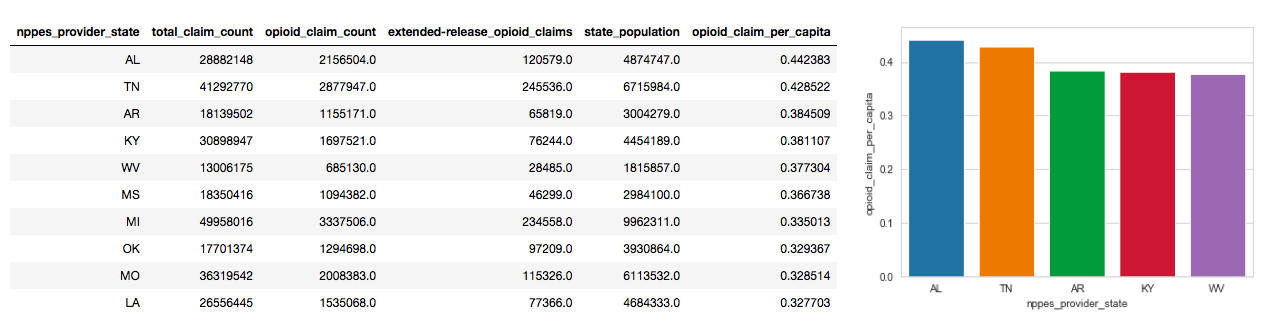 nppes_provider_state total_claim_count opioid_claim_count extended-release_opioid_claims state_population opioid_claim_per_capita
AL 28882148 2156504.0 120579.0 4874747.0 0.442383
TN 41292770 2877947.0 245536.0 6715984.0 0.428522
AR 18139502 1155171.0 65819.0 3004279.0 0.384509
KY 30898947 1697521.0 76244.0 4454189.0 0.381107
WV 13006175 685130.0 28485.0 1815857.0 0.377304
MS 18350416 1094382.0 46299.0 2984100.0 0.366738
MI 49958016 3337506.0 234558.0 9962311.0 0.335013
OK 17701374 1294698.0 97209.0 3930864.0 0.329367
MO 36319542 2008383.0 115326.0 6113532.0 0.328514
LA 26556445 1535068.0 77366.0 4684333.0 0.327703
opioid_claim_per_capita
0.4
0.3
0.2
0.1
0.0
AL TN AR KY WV
nppes_provider_state